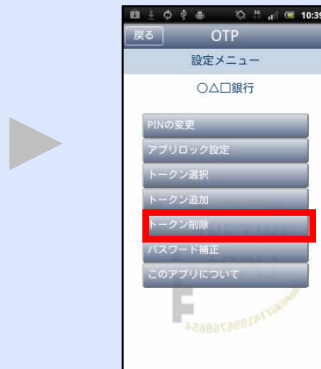 10:39
戻る OTP
設定メニュー
○△□銀行
PINの変更
アプリロック設定
トークン選択
トークン追加
トークン削除
パスワード補正
このアプリについて